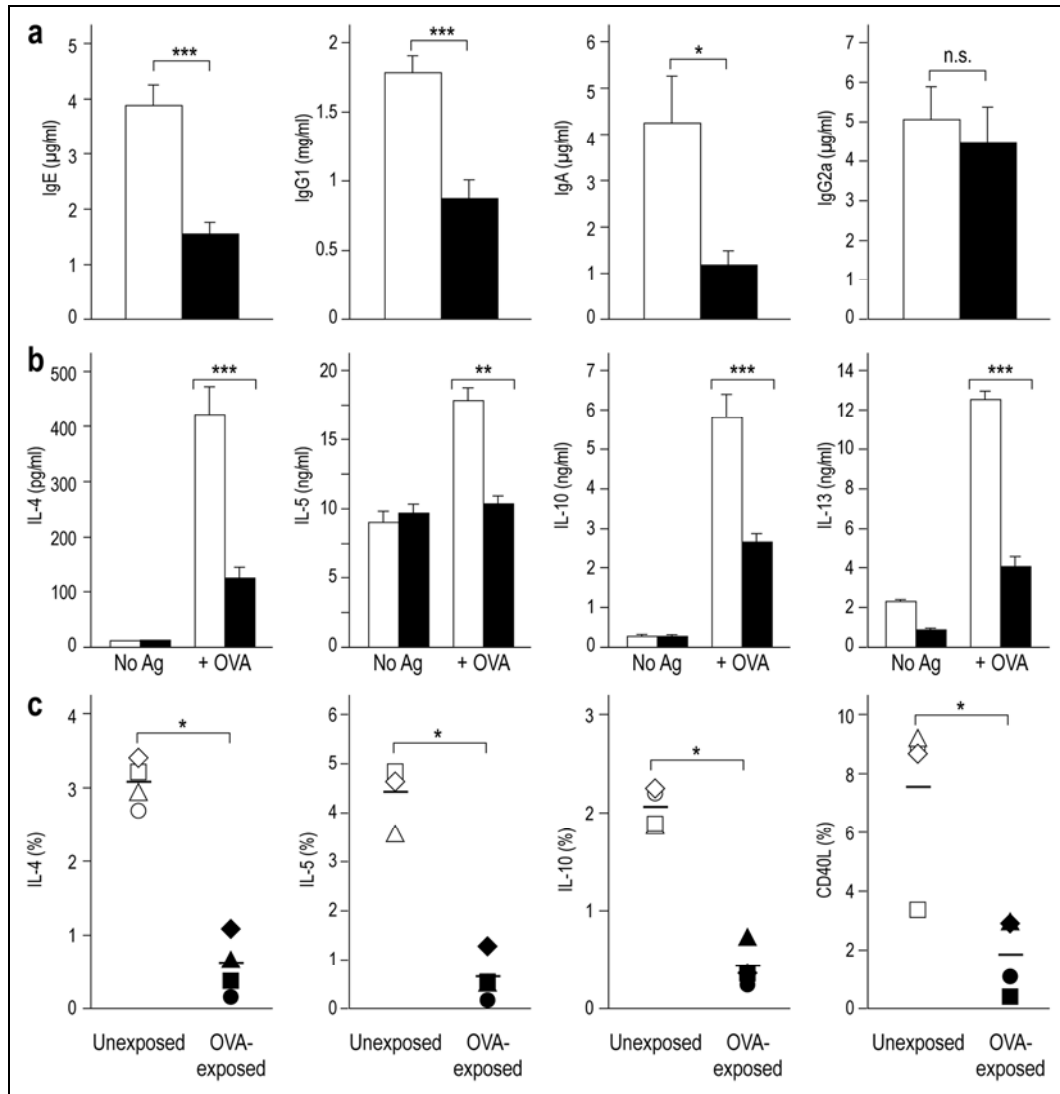 a
IgE (µg/ml)
5
4
3
2
1
0
***
IgG1 (mg/ml)
2
1.5
1
0.5
0
***
IgA (µg/ml)
6
4
2
0
*
IgG2a (µg/ml)
7
6
5
4
3
2
1
0
n.s.
b
IL-4 (pg/ml)
500
400
300
200
100
0
***
No Ag
+ OVA
IL-5 (ng/ml)
20
15
10
5
0
**
No Ag
+ OVA
IL-10 (ng/ml)
7
6
5
4
3
2
1
0
***
No Ag
+ OVA
IL-13 (ng/ml)
14
12
10
8
6
4
2
0
***
No Ag
+ OVA
c
IL-4 (%)
4
3
2
1
0
*
Unexposed
OVA-
exposed
IL-5 (%)
6
5
4
3
2
1
0
*
Unexposed
OVA-
exposed
IL-10 (%)
3
2
1
0
*
Unexposed
OVA-
exposed
CD40L (%)
10
8
6
4
2
0
*
Unexposed
OVA-
exposed